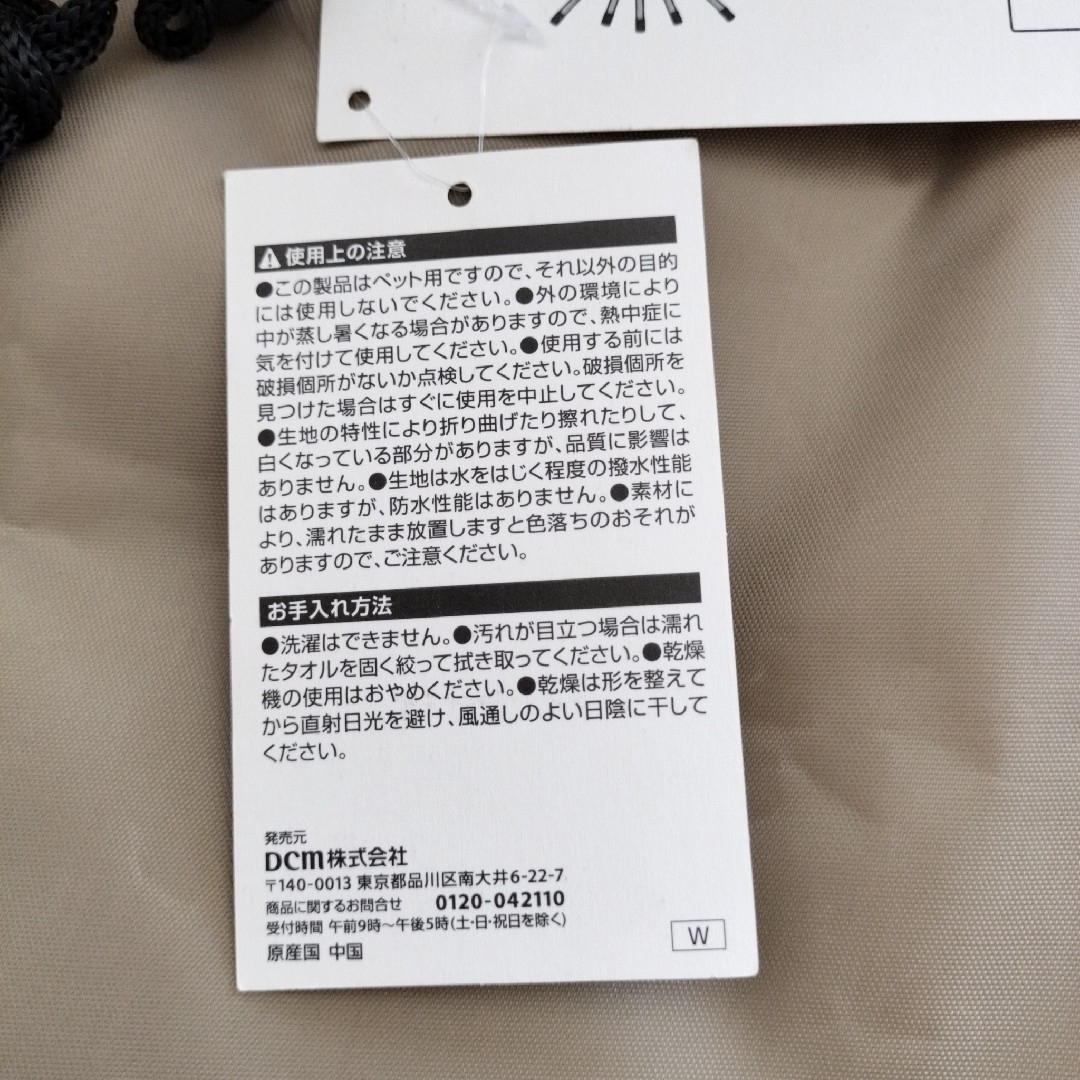 使用上の注意
●この製品はペット用ですので、それ以外の目的
には使用しないでください。●外の環境により
中が蒸し暑くなる場合がありますので、熱中症に
気を付けて使用してください。●使用する前には
破損個所がないか点検してください。破損個所を
見つけた場合はすぐに使用を中止してください。
●生地の特性により折り曲げたり擦れたりして、
白くなっている部分がありますが、品質に影響は
ありません。●生地は水をはじく程度の撥水性能
はありますが、防水性能はありません。●素材に
より、濡れたまま放置しますと色落ちのおそれが
ありますので、ご注意ください。
お手入れ方法
●洗濯はできません。●汚れが目立つ場合は濡れ
たタオルを固く絞って拭き取ってください。●乾燥
機の使用はおやめください。●乾燥は形を整えて
から直射日光を避け、風通しのよい日陰に干して
ください。
発売元
DCM株式会社
〒140-0013 東京都品川区南大井6-22-7
商品に関するお問合せ 0120-042110
受付時間 午前9時〜午後5時(土・日・祝日を除く)
原産国 中国
W